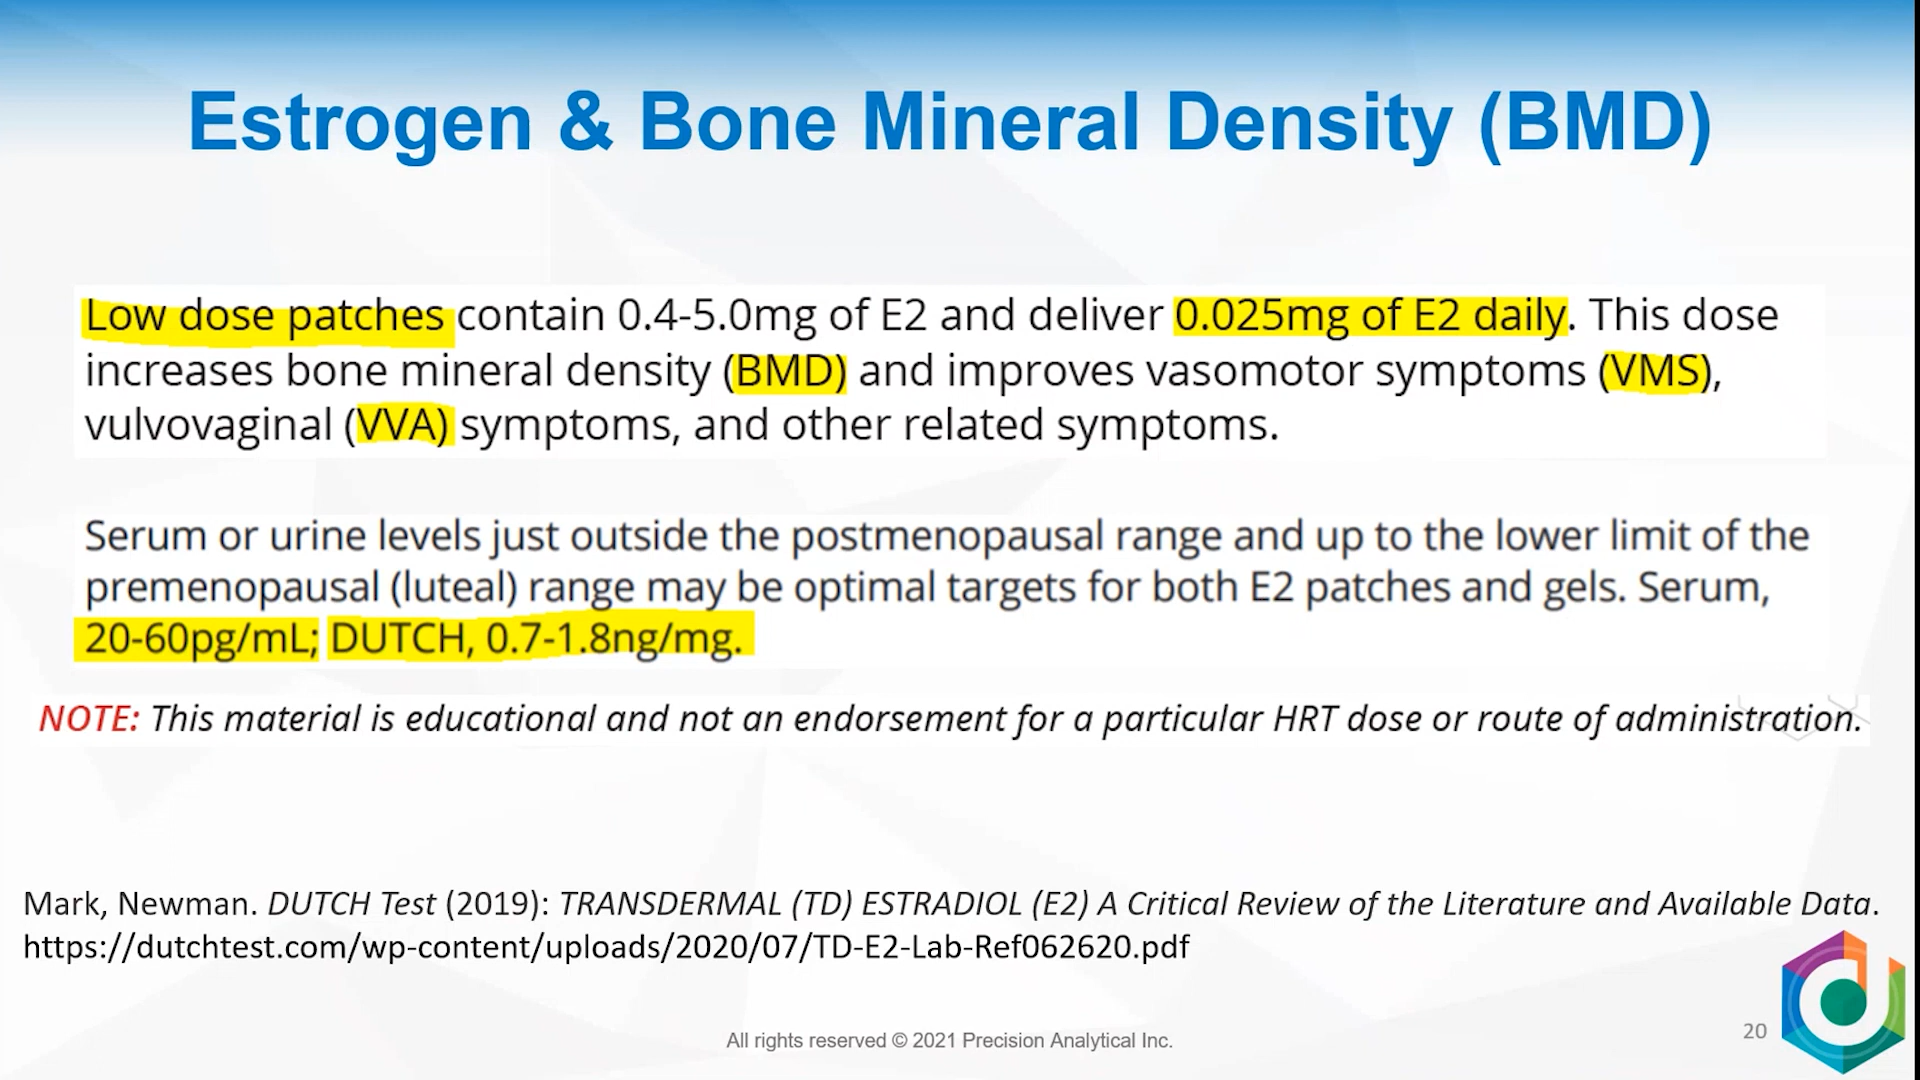 Estrogen & Bone Mineral Density (BMD)
Low dose patches contain 0.4-5.0mg of E2 and deliver 0.025mg of E2 daily. This dose
increases bone mineral density (BMD) and improves vasomotor symptoms (VMS),
vulvovaginal (VVA) symptoms, and other related symptoms.
Serum or urine levels just outside the postmenopausal range and up to the lower limit of the
premenopausal (luteal) range may be optimal targets for both E2 patches and gels. Serum,
20-60pg/mL; DUTCH, 0.7-1.8ng/mg.
NOTE: This material is educational and not an endorsement for a particular HRT dose or route of administration.
Mark, Newman. DUTCH Test (2019): TRANSDERMAL (TD) ESTRADIOL (E2) A Critical Review of the Literature and Available Data.
https://dutchtest.com/wp-content/uploads/2020/07/TD-E2-Lab-Ref062620.pdf
All rights reserved © 2021 Precision Analytical Inc.
20